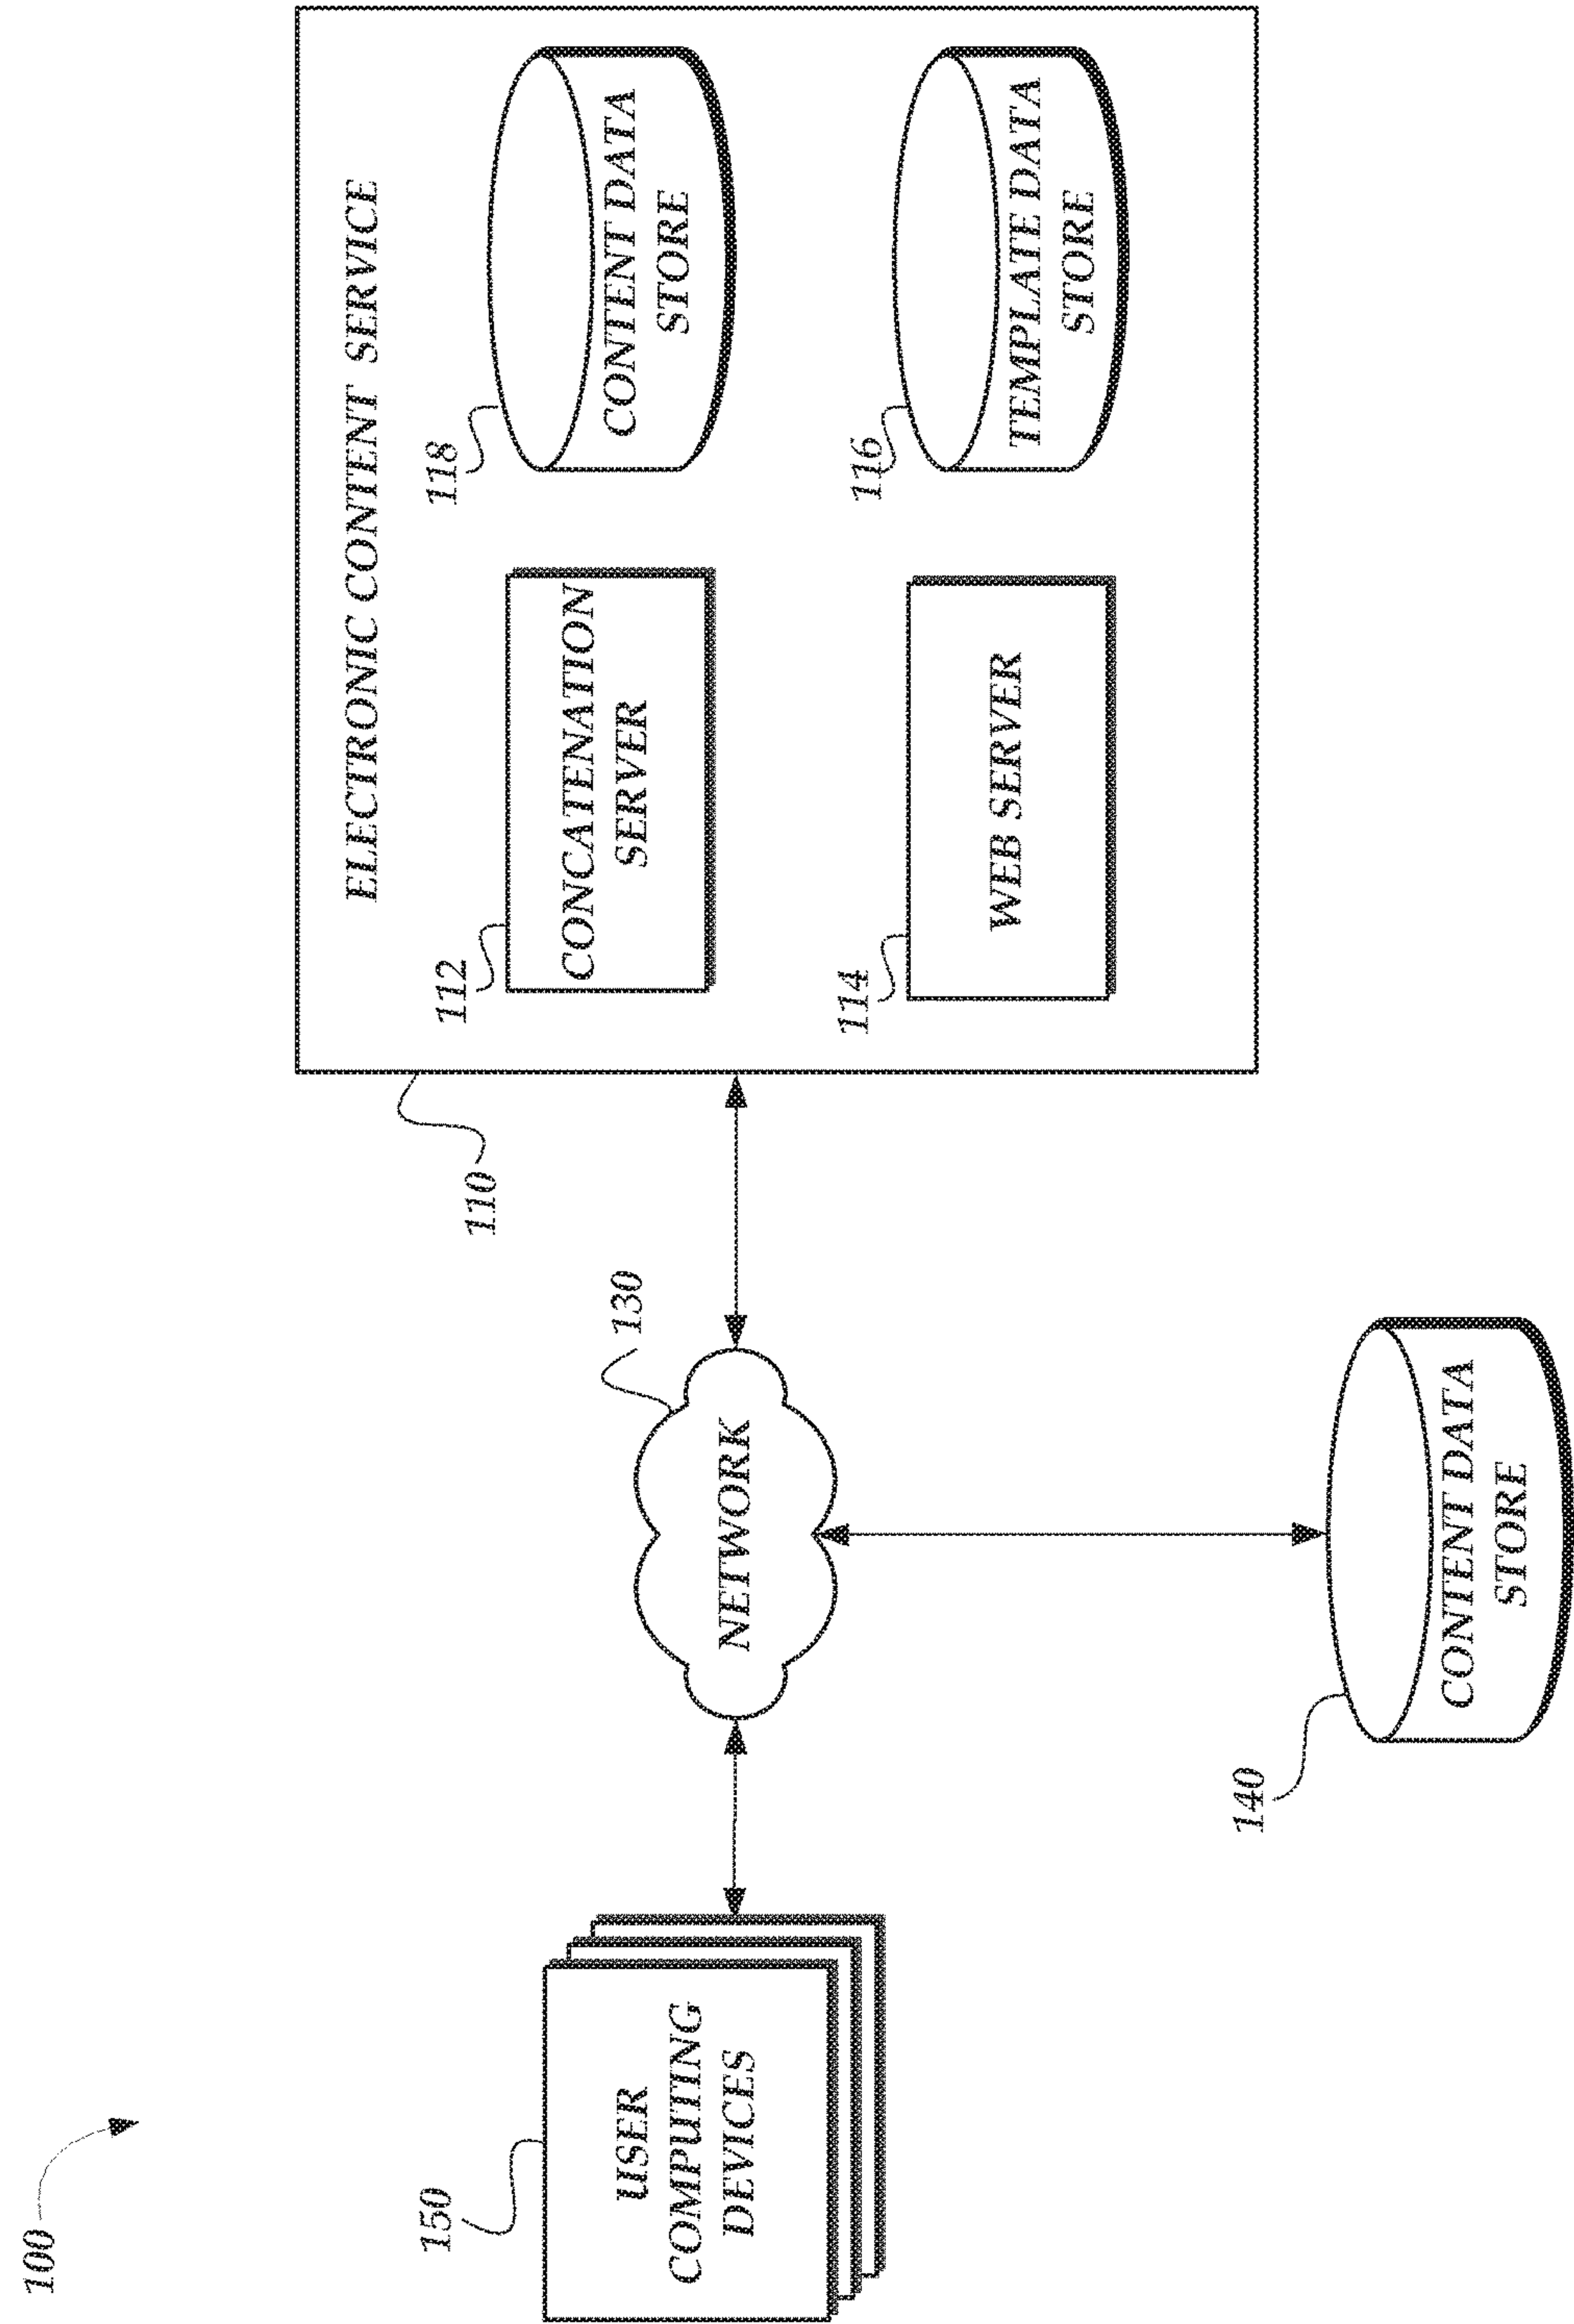 100
150
USER
COMPUTING
DEVICES
130
NETWORK
140
CONTENT DATA
STORE
110
ELECTRONIC CONTENT SERVICE
112
CONCATENATION
SERVER
118
CONTENT DATA
STORE
114
WEB SERVER
116
TEMPLATE DATA
STORE